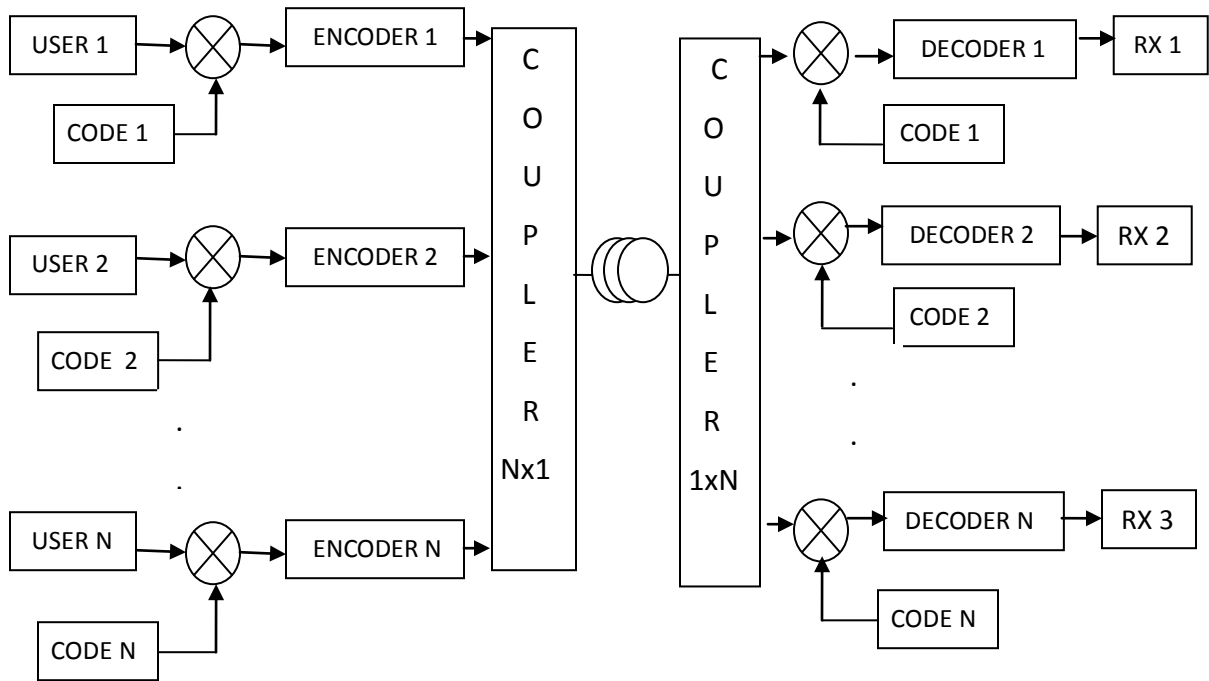 USER 1
ENCODER 1
CODE 1
USER 2
ENCODER 2
CODE 2
.
.
USER N
ENCODER N
CODE N
C
O
U
P
L
E
R
Nx1
C
O
U
P
L
E
R
1xN
DECODER 1
RX 1
CODE 1
DECODER 2
RX 2
CODE 2
.
.
DECODER N
RX 3
CODE N